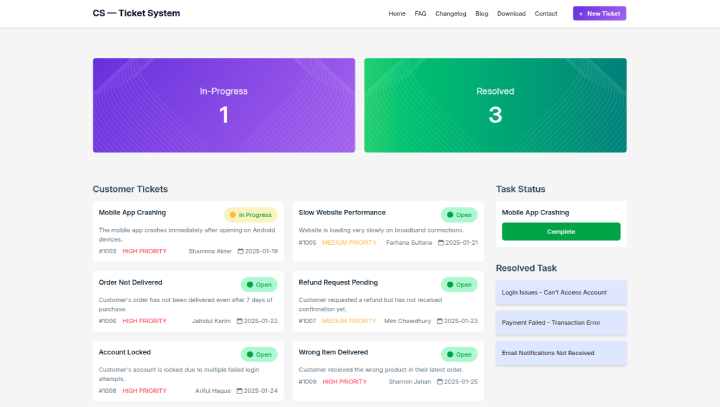 CS — Ticket System
Home FAQ Changelog Blog Download Contact + New Ticket
In-Progress
1
Resolved
3
Customer Tickets
Mobile App Crashing In Progress
The mobile app crashes immediately after opening on Android
devices.
#1003 HIGH PRIORITY Shamima Akter 2025-01-19
Slow Website Performance Open
Website is loading very slowly on broadband connections.
#1005 MEDIUM PRIORITY Farhana Sultana 2025-01-21
Order Not Delivered Open
Customer's order has not been delivered even after 7 days of
purchase.
#1006 HIGH PRIORITY Jahidul Karim 2025-01-22
Refund Request Pending Open
Customer requested a refund but has not received
confirmation yet.
#1007 MEDIUM PRIORITY Mim Chowdhury 2025-01-23
Account Locked Open
Customer's account is locked due to multiple failed login
attempts.
#1008 HIGH PRIORITY Ariful Haque 2025-01-24
Wrong Item Delivered Open
Customer received the wrong product in their latest order.
#1009 HIGH PRIORITY Sharmin Jahan 2025-01-25
Task Status
Mobile App Crashing
Complete
Resolved Task
Login Issues - Can't Access Account
Payment Failed - Transaction Error
Email Notifications Not Received